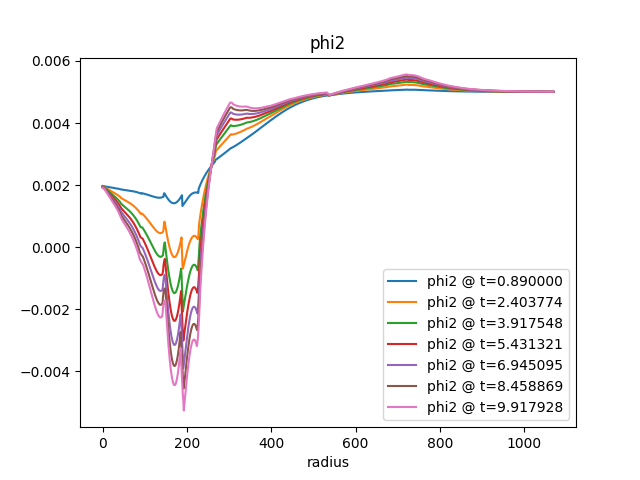 phi2
0.006
0.004
0.002
0.000
−0.002
−0.004
phi2 @ t=0.890000
phi2 @ t=2.403774
phi2 @ t=3.917548
phi2 @ t=5.431321
phi2 @ t=6.945095
phi2 @ t=8.458869
phi2 @ t=9.917928
0 200 400 600 800 1000
radius